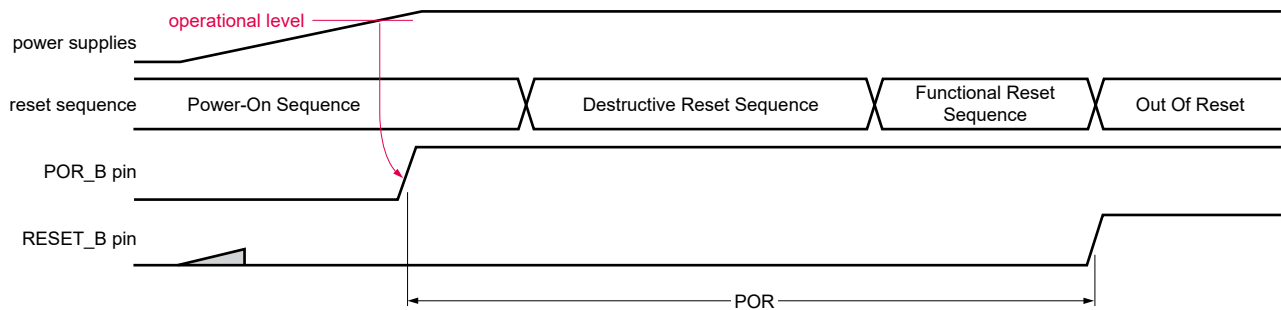 operational level
power supplies
reset sequence
Power-On Sequence
Destructive Reset Sequence
Functional Reset
Sequence
Out Of Reset
POR_B pin
RESET_B pin
POR